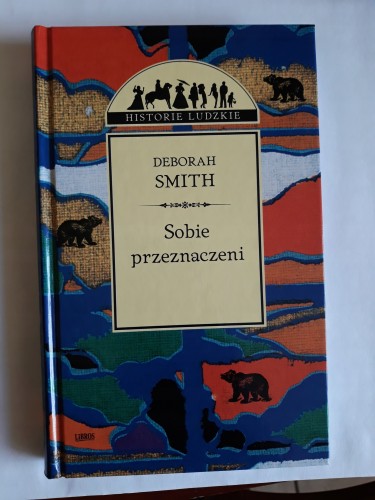 HISTORIE LUDZKIE
DEBORAH
SMITH
Sobie
przeznaczeni
LIBROS